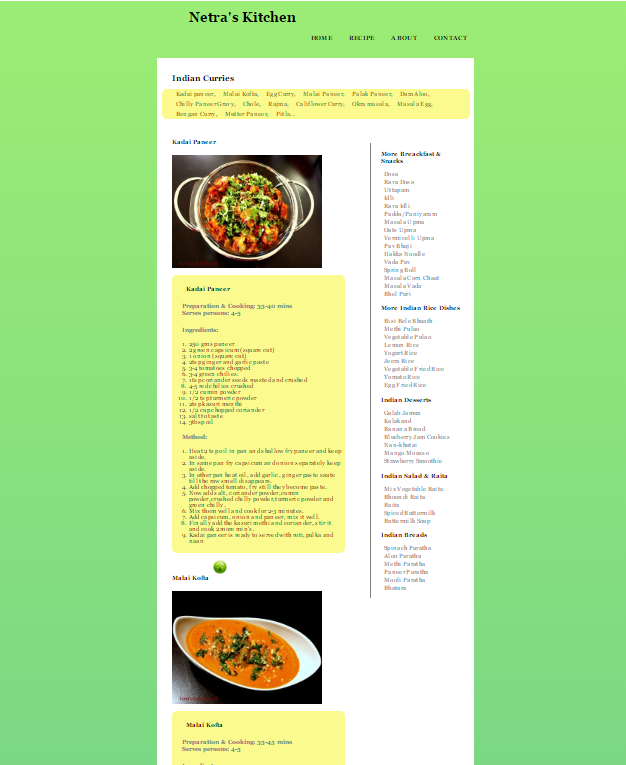 Netra's Kitchen
HOME RECIPE ABOUT CONTACT
Indian Curries
Kadai paneer, Malai Kofta, Egg Curry, Malai Paneer, Palak Paneer, Dum Aloo,
Chilly Paneer Gravy, Chole, Rajma, Califlower Curry, Okra masala, Masala Egg,
Bengan Curry, Mutter Paneer, Pitla..
Kadai Paneer
Kadai Paneer
Preparation & Cooking: 35-40 mins
Serves persons: 4-5
Ingredients:
1. 250 gms paneer
2. 2 green capsicum (square cut)
3. 1 onion (square cut)
4. 2ts p ginger and garlic paste
5. 3-4 tomatoes chopped
6. 3-4 green chilies.
7. 1ts p coriander seeds roasted and crushed
8. 4-5 red chilies crushed
9. 1/2 cumin powder
10. 1/2 ts p turmeric powder
11. 2ts p kasuri menthi
12. 1/2 cup chopped coriander
13. salt to taste
14. 3tbsp oil
Method:
1. Heat 2 ts p oil in pan and shallow fry paneer and keep
aside.
2. In same pan fry capsicum and onion separately keep
aside.
3. In other pan heat oil, add garlic, ginger paste saute
till the raw smell disappears.
4. Add chopped tomato, fry still they become paste.
5. Now add salt, coriander powder,cumin
powder,crushed chilly powder,turmeric powder and
green chilly.
6. Mix them well and cook for 2-3 minutes.
7. Add capsicum, onion and paneer, mix it well.
8. Finally add the kasuri methi and coriander, stir it
and cook 2 more min's.
9. Kadai paneer is ready to served with roti, pulka and
naan
Malai Kofta
Malai Kofta
Preparation & Cooking: 35-45 mins
Serves persons: 4-5
More Breakfast &
Snacks
Dosa
Rava Dosa
Uttapam
Idli
Rava Idli
Paddu/Paniyaram
Masala Upma
Oats Upma
Vermicelli Upma
Pav Bhaji
Hakka Noodle
Vada Pav
Spring Roll
Masala Corn Chaat
Masala Vada
Bhel Puri
More Indian Rice Dishes
Bisi Bele Bhaath
Methi Pulao
Vegetable Pulao
Lemon Rice
Yogurt Rice
Jeera Rice
Vegetable Fried Rice
Tomato Rice
Egg Fried Rice
Indian Desserts
Gulab Jamun
Kalakand
Banana Bread
Blueberry Jam Cookies
Nan-khatai
Mango Mousse
Strawberry Smoothie
Indian Salad & Raita
Mix Vegetable Raita
Bhoondi Raita
Raita
Spiced Buttermilk
Buttermilk Soup
Indian Breads
Spinach Paratha
Aloo Paratha
Methi Paratha
Paneer Paratha
Mooli Paratha
Bhatura